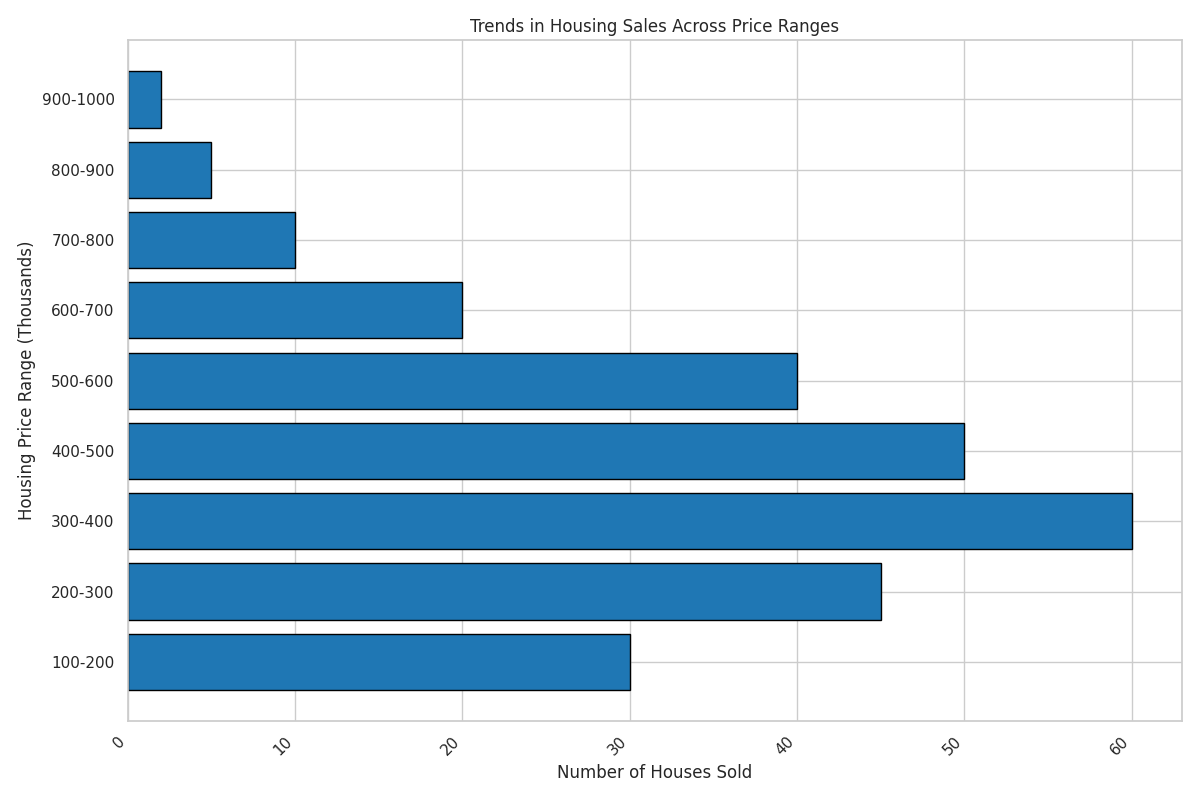 Trends in Housing Sales Across Price Ranges
Housing Price Range (Thousands)
900-1000
800-900
700-800
600-700
500-600
400-500
300-400
200-300
100-200
0 10 20 30 40 50 60
Number of Houses Sold